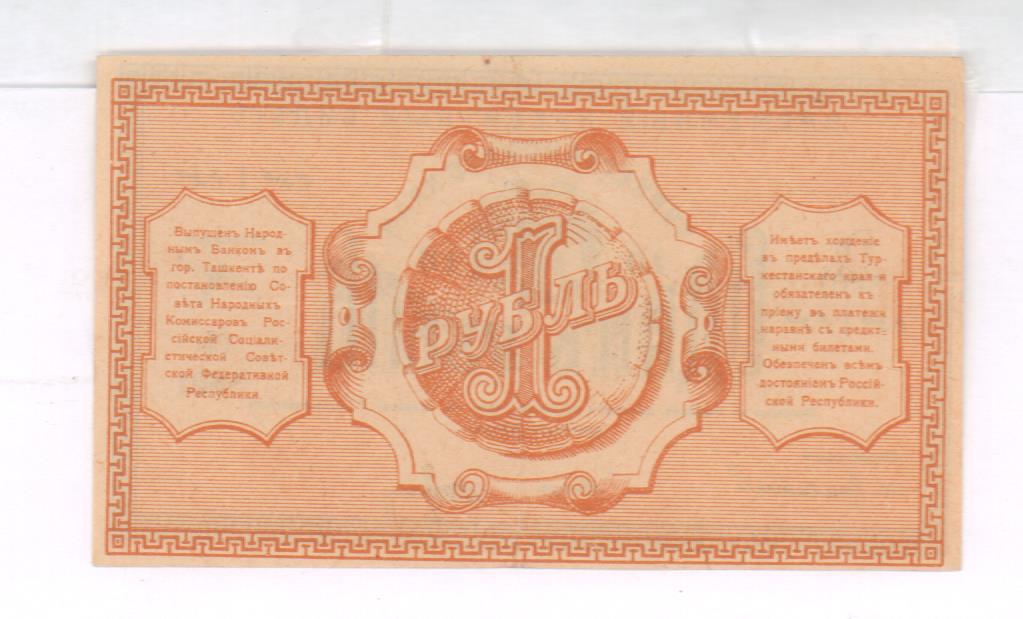 Выпущенъ Народ-
нымъ Банкомъ въ
гор. Ташкентѣ по
постановленію Со-
вѣта Народныхъ
Комиссаровъ Рос-
сійской Соціали-
стической Совѣт-
ской Федеративной
Республики.
1
РУБЛЬ
Имѣетъ хожденіе
въ предѣлахъ Тур-
кестанскаго края и
обязателенъ къ
пріему въ платежи
наравнѣ съ кредит-
ными билетами.
Обезпеченъ всѣмъ
достояніемъ Россій-
ской Республики.